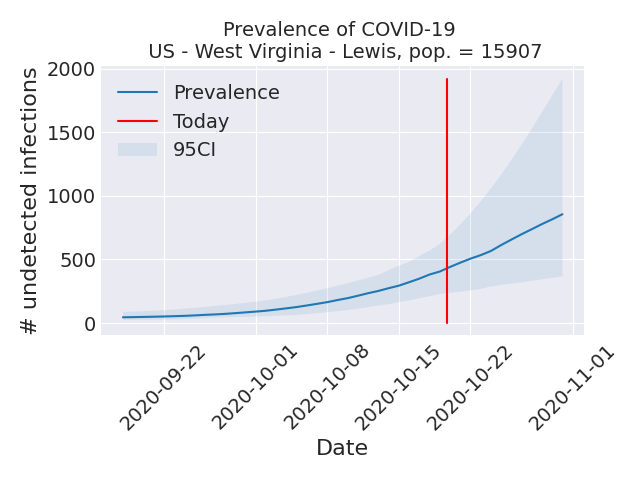 Prevalence of COVID-19
US - West Virginia - Lewis, pop. = 15907
# undetected infections
2000
1500
1000
500
0
Prevalence
Today
95CI
2020-09-22
2020-10-01
2020-10-08
2020-10-15
2020-10-22
2020-11-01
Date